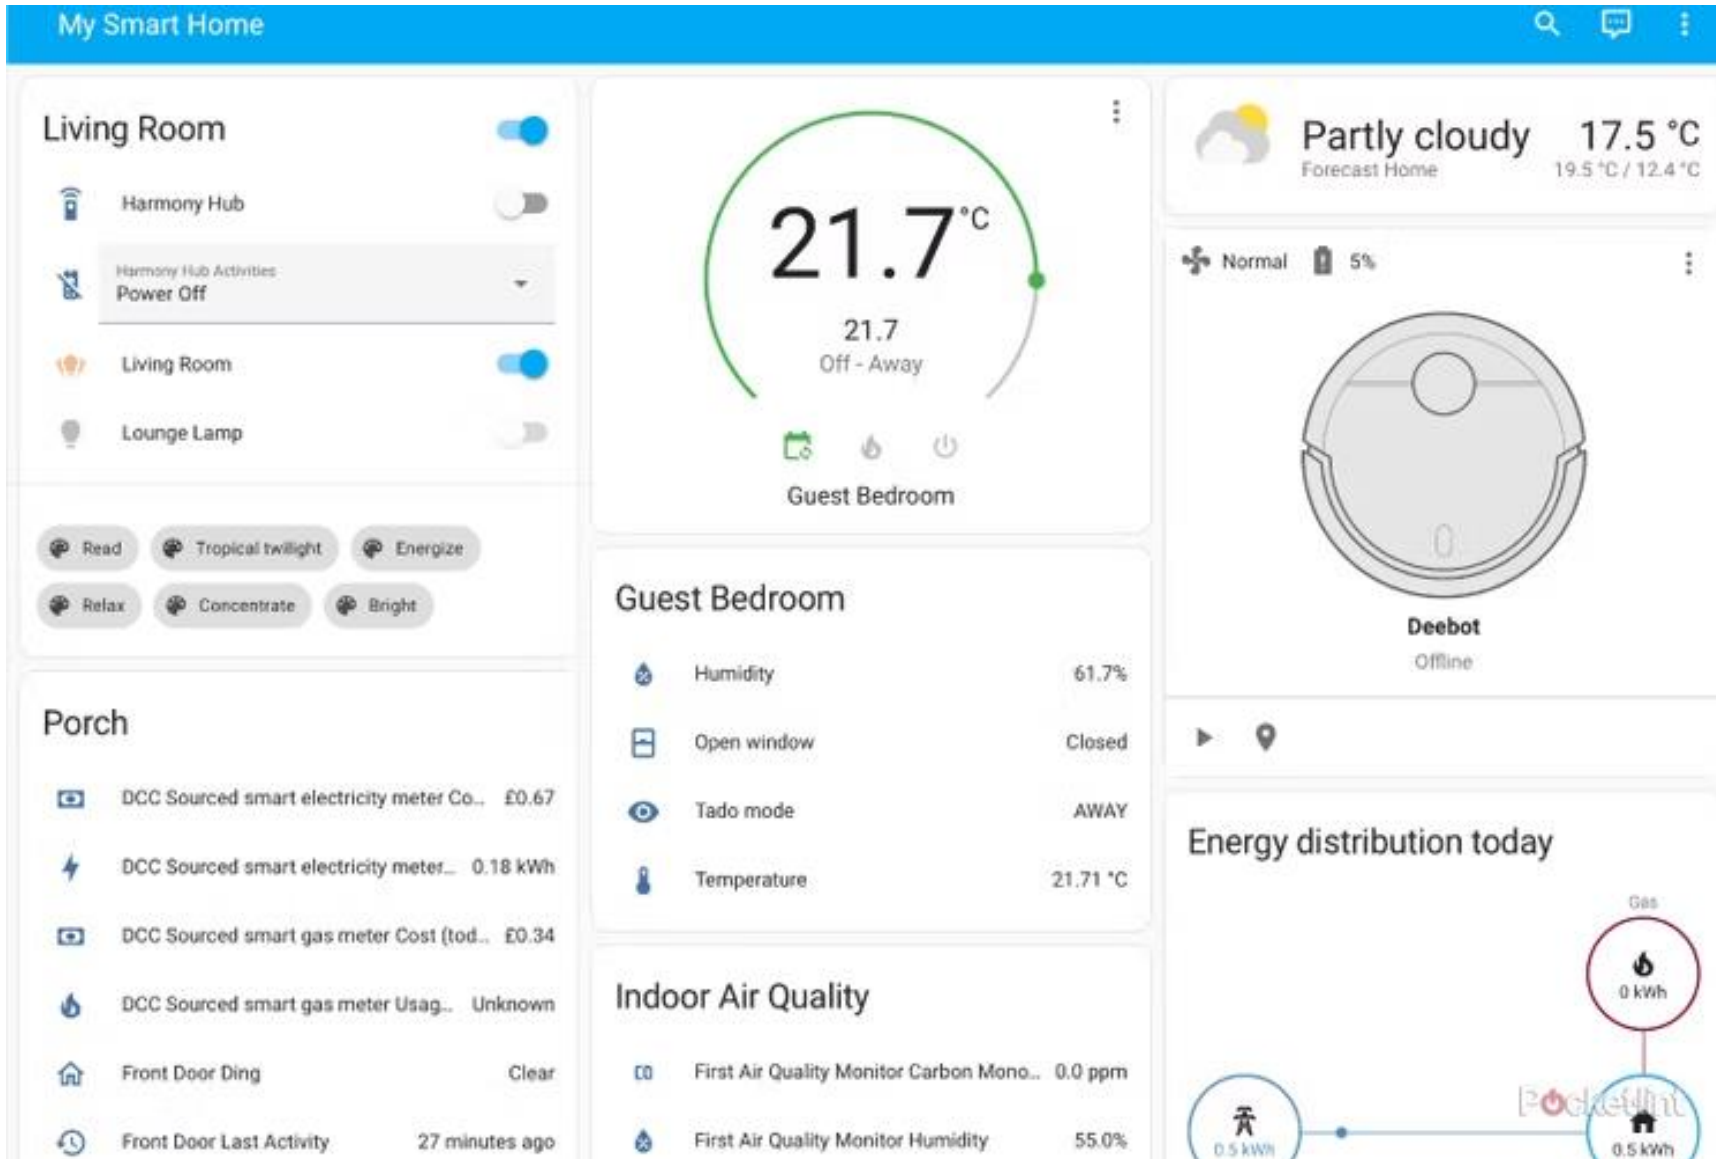 My Smart Home
Living Room
Harmony Hub
Harmony Hub Activities
Power Off
Living Room
Lounge Lamp
Read
Tropical twilight
Energize
Relax
Concentrate
Bright
Porch
DCC Sourced smart electricity meter Co... £0.67
DCC Sourced smart electricity meter... 0.18 kWh
DCC Sourced smart gas meter Cost (tod... £0.34
DCC Sourced smart gas meter Usag... Unknown
Front Door Ding Clear
Front Door Last Activity 27 minutes ago
21.7 °C
21.7
Off - Away
Guest Bedroom
Guest Bedroom
Humidity 61.7%
Open window Closed
Tado mode AWAY
Temperature 21.71 °C
Indoor Air Quality
CO First Air Quality Monitor Carbon Mono... 0.0 ppm
First Air Quality Monitor Humidity 55.0%
Partly cloudy 17.5 °C
Forecast Home 19.5 °C / 12.4 °C
Normal 5%
Deebot
Offline
Energy distribution today
Gas
0 kWh
Pocketlint
0.5 kWh
0.5 kWh